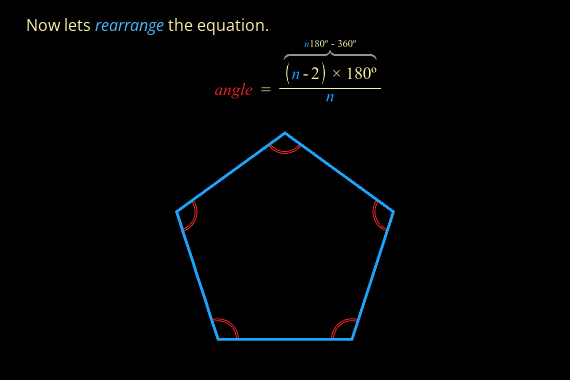 Now lets rearrange the equation.
n180º - 360º
angle = (n - 2) × 180º / n